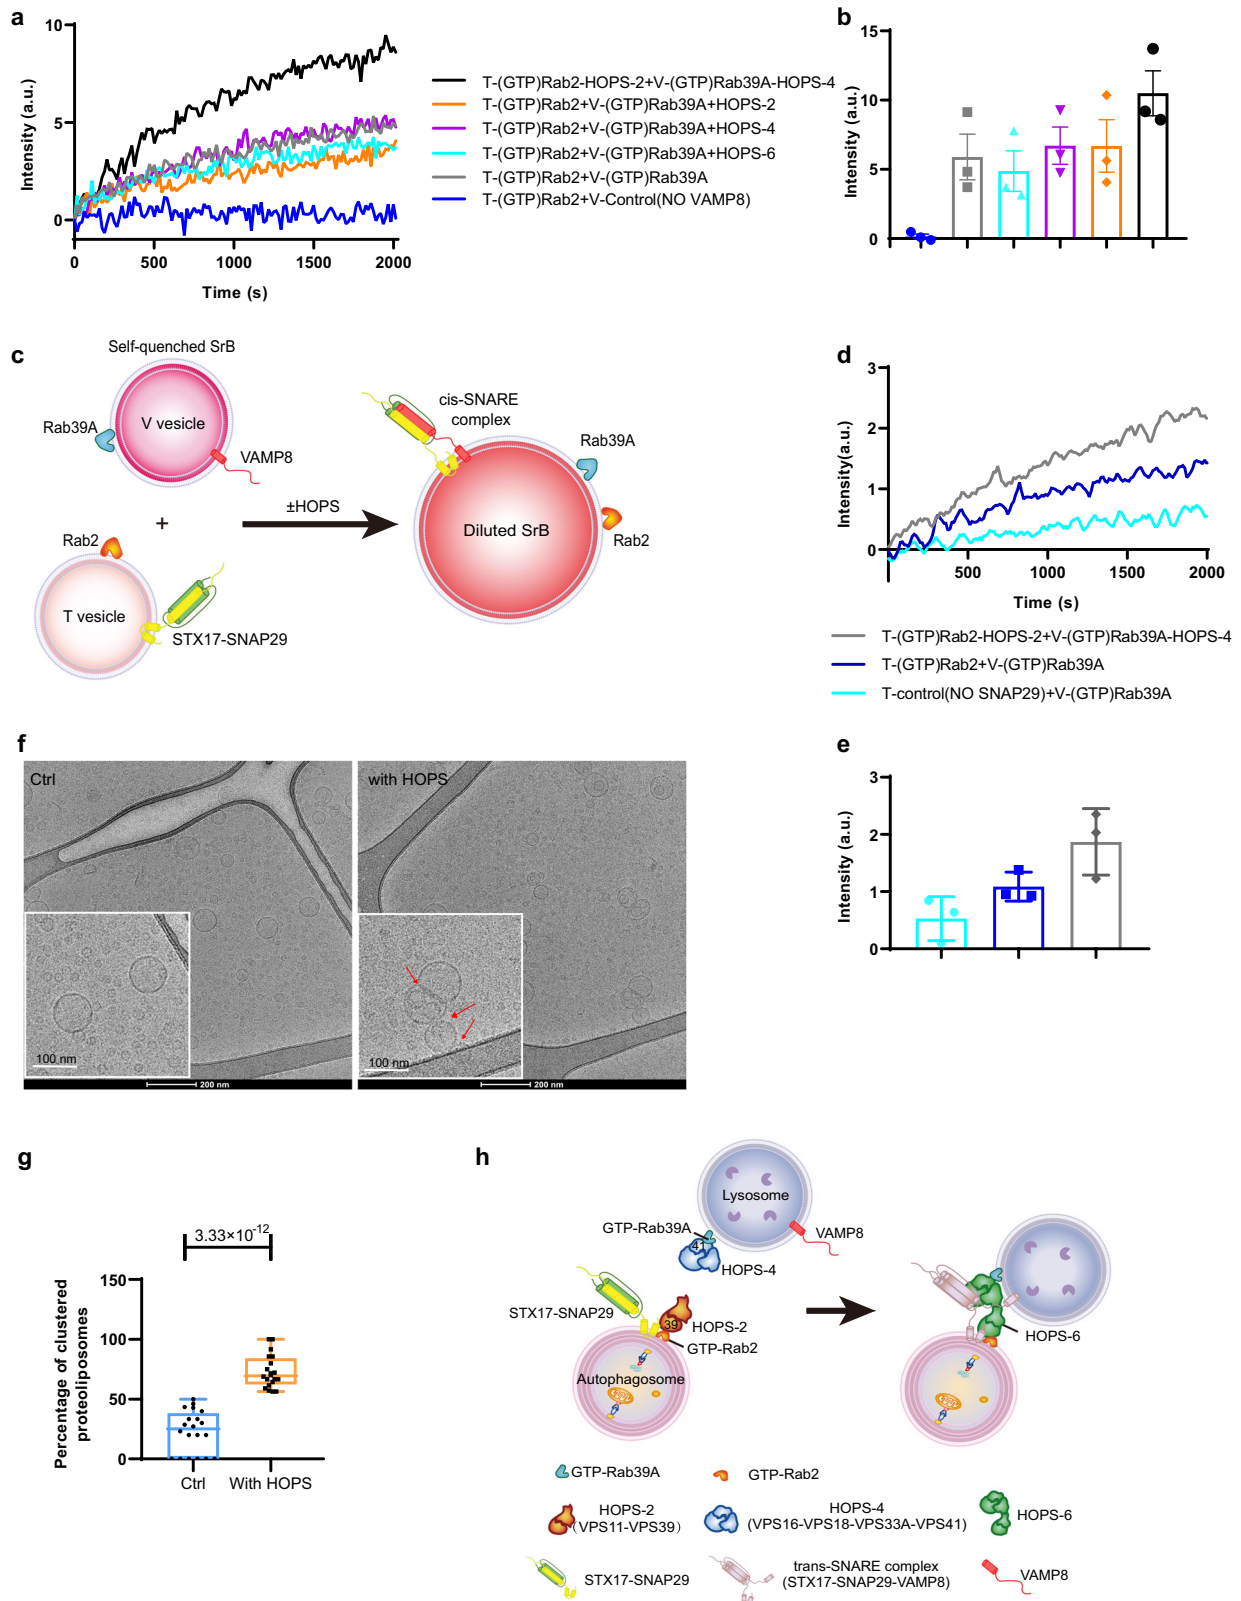 a
Intensity (a.u.)
10
5
0
0
500
1000
1500
2000
Time (s)
T-(GTP)Rab2-HOPS-2+V-(GTP)Rab39A-HOPS-4
T-(GTP)Rab2+V-(GTP)Rab39A+HOPS-2
T-(GTP)Rab2+V-(GTP)Rab39A+HOPS-4
T-(GTP)Rab2+V-(GTP)Rab39A+HOPS-6
T-(GTP)Rab2+V-(GTP)Rab39A
T-(GTP)Rab2+V-Control(NO VAMP8)
b
Intensity (a.u.)
15
10
5
0
c
Self-quenched SrB
V vesicle
Rab39A
VAMP8
+
Rab2
T vesicle
STX17-SNAP29
±HOPS
cis-SNARE
complex
Rab39A
Diluted SrB
Rab2
d
Intensity(a.u.)
3
2
1
0
500
1000
1500
2000
Time (s)
T-(GTP)Rab2-HOPS-2+V-(GTP)Rab39A-HOPS-4
T-(GTP)Rab2+V-(GTP)Rab39A
T-control(NO SNAP29)+V-(GTP)Rab39A
e
Intensity (a.u.)
3
2
1
0
f
Ctrl
100 nm
200 nm
with HOPS
100 nm
200 nm
g
3.33×10-12
Percentage of clustered
proteoliposomes
150
100
50
0
Ctrl
With HOPS
h
Lysosome
GTP-Rab39A
41
VAMP8
HOPS-4
STX17-SNAP29
39
HOPS-2
GTP-Rab2
Autophagosome
HOPS-6
GTP-Rab39A
GTP-Rab2
HOPS-2
(VPS11-VPS39)
HOPS-4
(VPS16-VPS18-VPS33A-VPS41)
HOPS-6
STX17-SNAP29
trans-SNARE complex
(STX17-SNAP29-VAMP8)
VAMP8